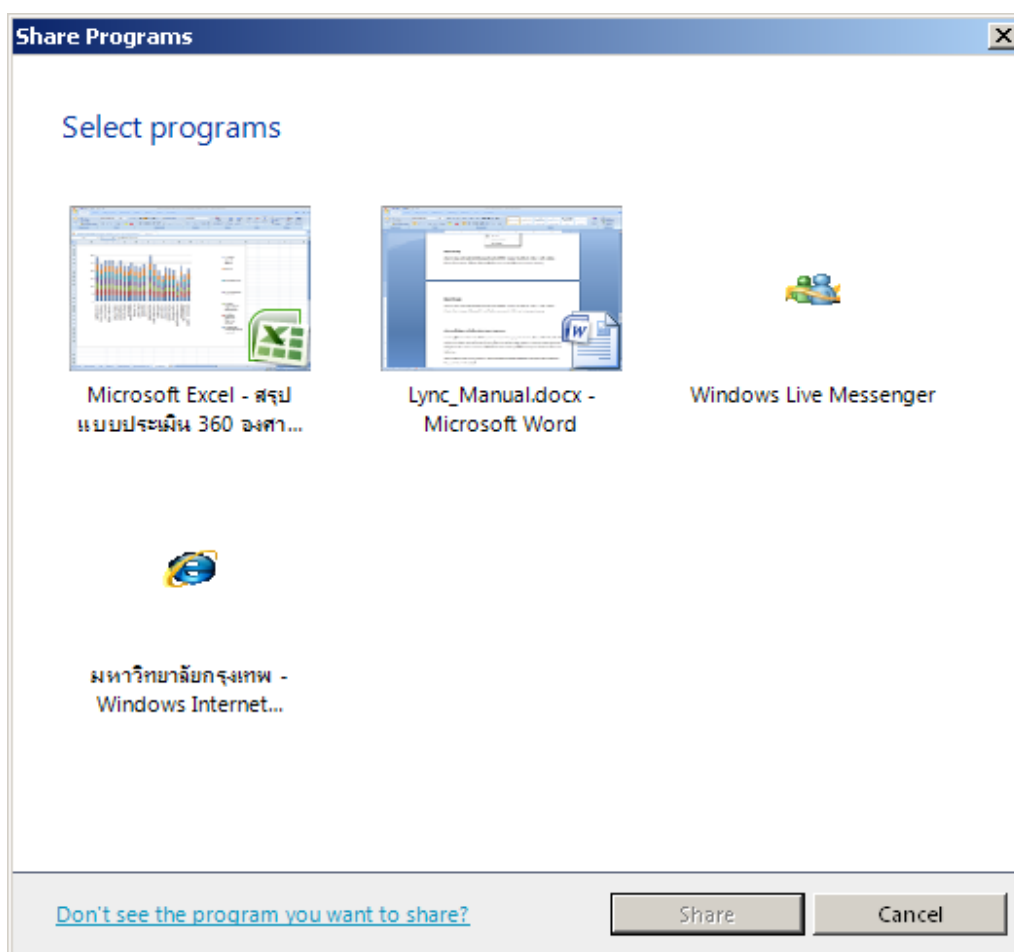 Share Programs
Select programs
Microsoft Excel - สรุป
แบบประเมิน 360 องศา...
Lync_Manual.docx -
Microsoft Word
Windows Live Messenger
มหาวิทยาลัยกรุงเทพ -
Windows Internet...
Don't see the program you want to share?
Share
Cancel